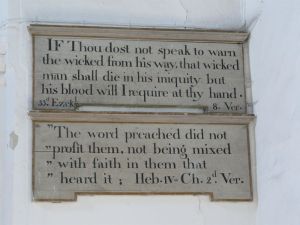 IF Thou dost not speak to warn
the wicked from his way, that wicked
man shall die in his iniquity but
his blood will I require at thy hand.
33. Ezek. 8. Ver.
"The word preached did not
"profit them, not being mixed
" with faith in them that
" heard it ; Heb. IV. Ch. 2d. Ver.